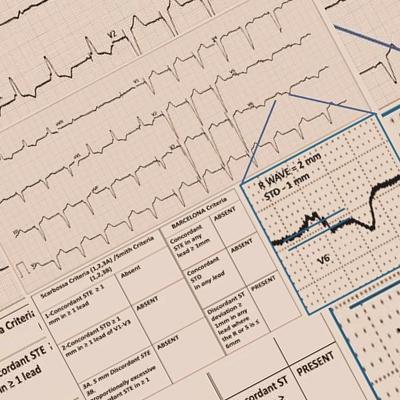 V2
R WAVE= 2 mm
STD - 1 mm
V6
Scarbossa Criteria (1,2,3A) /Smith Criteria
(1,2,3B)
1-Concordant STE ≥ 1
mm in ≥ 1 lead
Absent
2-Concordant STD ≥ 1
mm in ≥ 1 lead of V1-V3
ABSENT
3A. 5 mm Discordant STE
3B.
ABSENT
BARCELONA Criteria
Concordant
STE in any
lead ≥ 1mm
ABSENT
Concordant
STD
in any lead
ABSENT
Discordant ST
deviation ≥
1mm in any
lead where
the R or S is ≤
6mm
PRESENT
STE
in ≥ 1 lead
ST
PRESENT